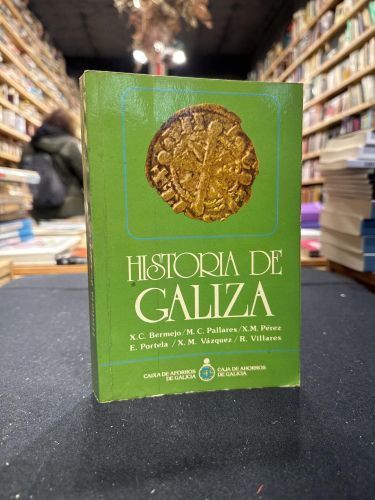 HISTORIA DE
GALIZA
X.C. Bermejo/M.C. Pallares/X.M. Pérez
E. Portela /X.M. Vázquez/R. Villares
CAIXA DE AFORROS
DE GALICIA
CAJA DE AHORROS
DE GALICIA